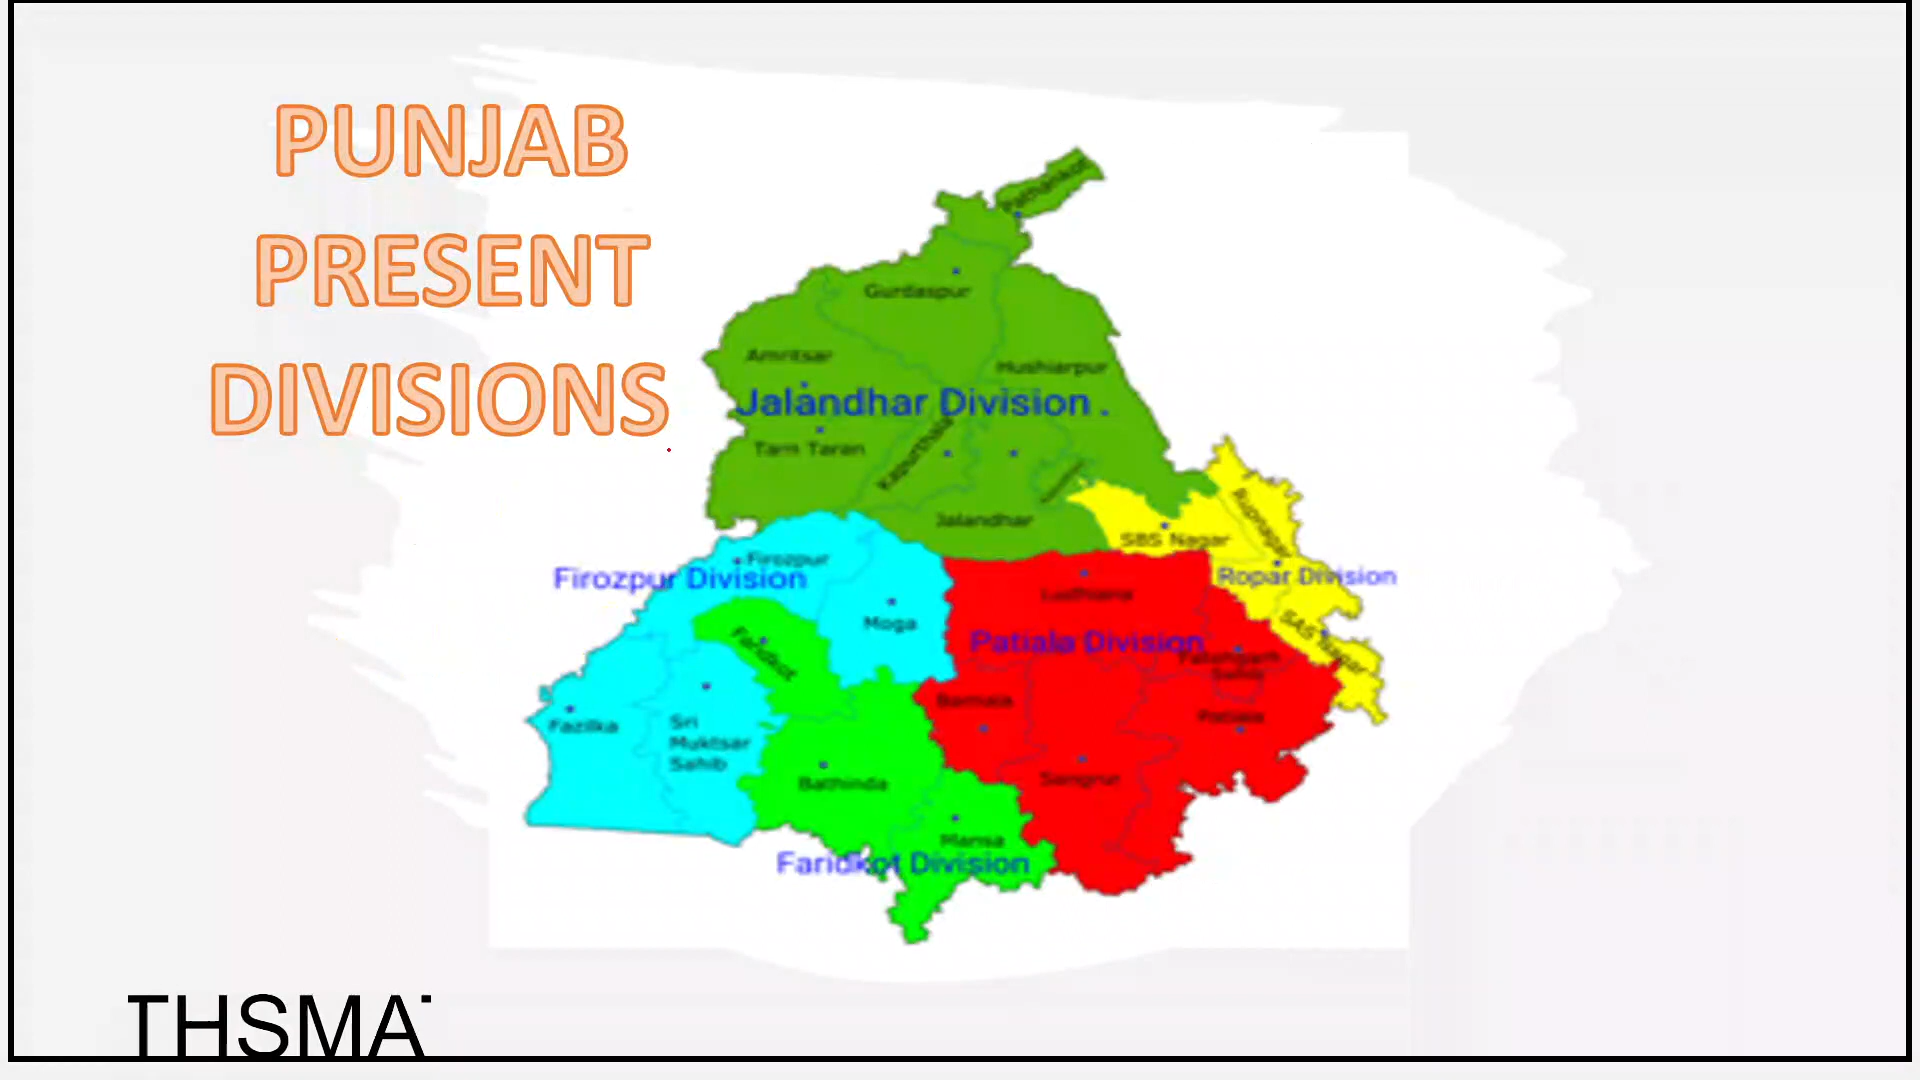 PUNJAB
PRESENT
DIVISIONS
Pathankot
Gurdaspur
Amritsar
Hushiarpur
Jalandhar Division .
Tarn Taran
Kapurthala
Jalandhar
Rupnagar
SBS Nagar
Firozpur
Firozpur Division
Ropar Division
Ludhiana
Moga
SAS Nagar
Faridkot
Patiala Division
Fatehgarh
Sahib
Barnala
Patiala
Fazilka
Sri
Muktsar
Sahib
Sangrur
Bathinda
Mansa
Faridkot Division
THSMA